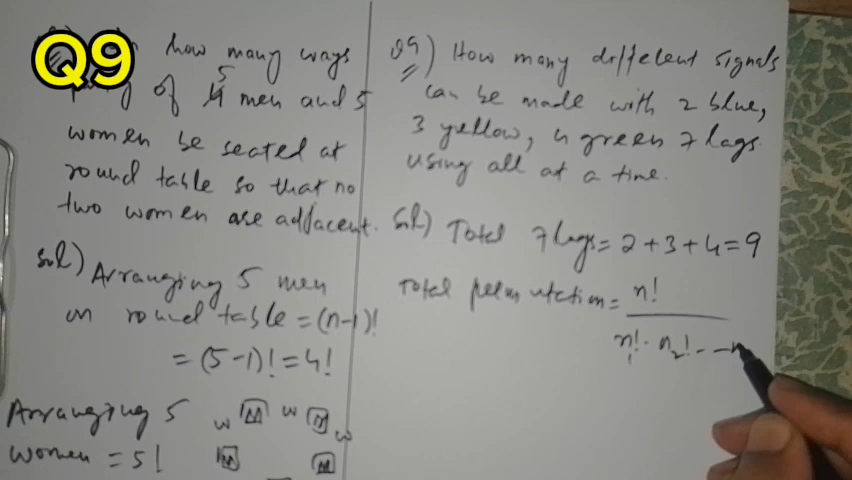 Q9
how many ways
party of 5 men and 5
women be seated at
round table so that no
two women are adjacent.
Sol) Arranging 5 men
on round table = (n-1)!
= (5-1)! = 4!
Arranging 5
women = 5!
W M W M W
M M
Q9) How many different signals
can be made with 2 blue,
3 yellow, 4 green flags.
using all at a time.
Sol) Total flags = 2+3+4=9
Total permutation = n!
n₁! · n₂! - - n